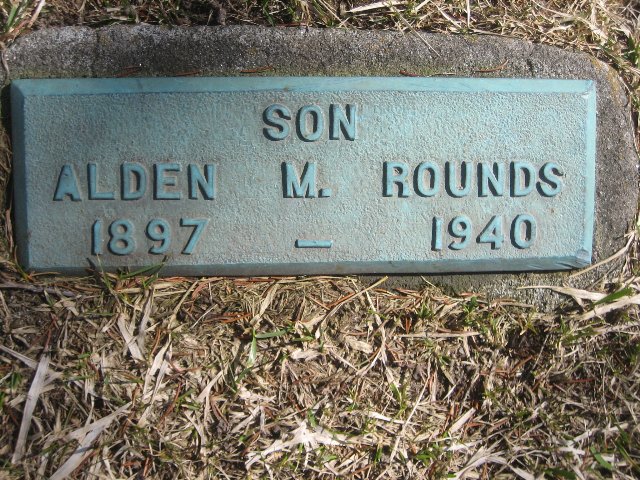 SON
ALDEN M. ROUNDS
1897 – 1940